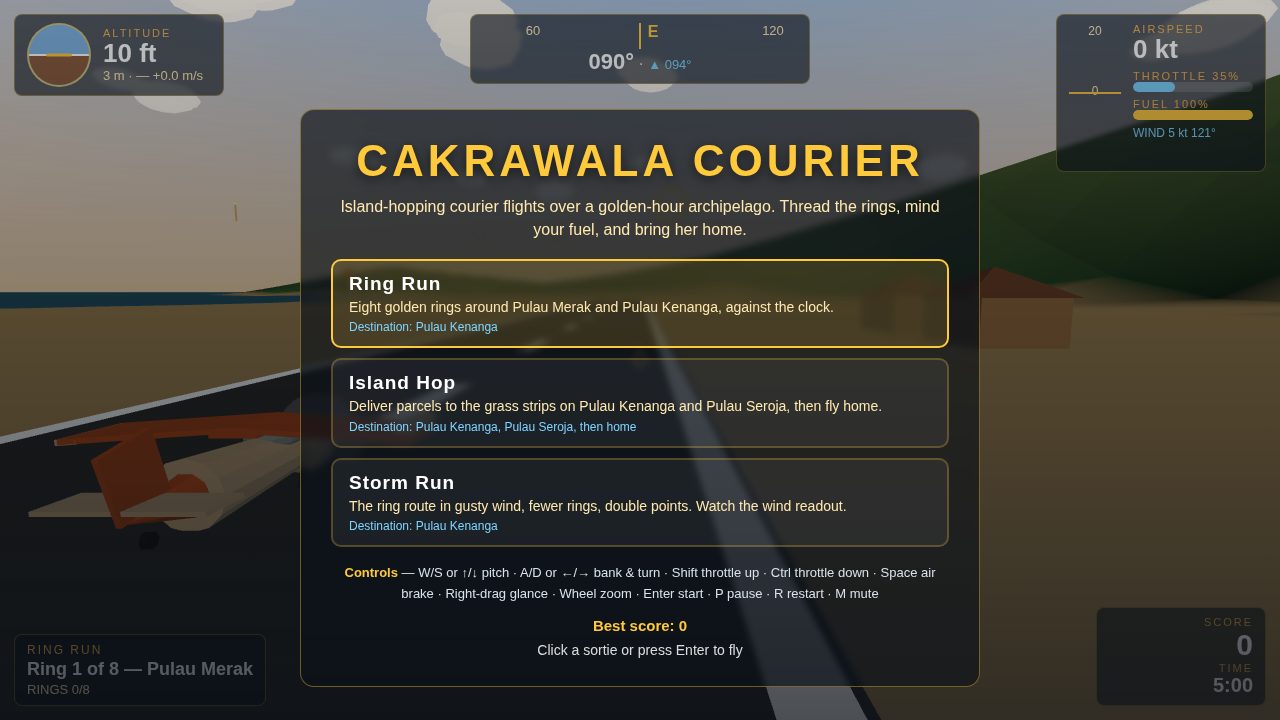 ALTITUDE
10 ft
3 m · — +0.0 m/s
60 E 120
090° · ▲ 094°
20
0
AIRSPEED
0 kt
THROTTLE 35%
FUEL 100%
WIND 5 kt 121°
CAKRAWALA COURIER
Island-hopping courier flights over a golden-hour archipelago. Thread the rings, mind
your fuel, and bring her home.
Ring Run
Eight golden rings around Pulau Merak and Pulau Kenanga, against the clock.
Destination: Pulau Kenanga
Island Hop
Deliver parcels to the grass strips on Pulau Kenanga and Pulau Seroja, then fly home.
Destination: Pulau Kenanga, Pulau Seroja, then home
Storm Run
The ring route in gusty wind, fewer rings, double points. Watch the wind readout.
Destination: Pulau Kenanga
Controls — W/S or ↑/↓ pitch · A/D or ←/→ bank & turn · Shift throttle up · Ctrl throttle down · Space air
brake · Right-drag glance · Wheel zoom · Enter start · P pause · R restart · M mute
Best score: 0
Click a sortie or press Enter to fly
RING RUN
Ring 1 of 8 — Pulau Merak
RINGS 0/8
SCORE
0
TIME
5:00